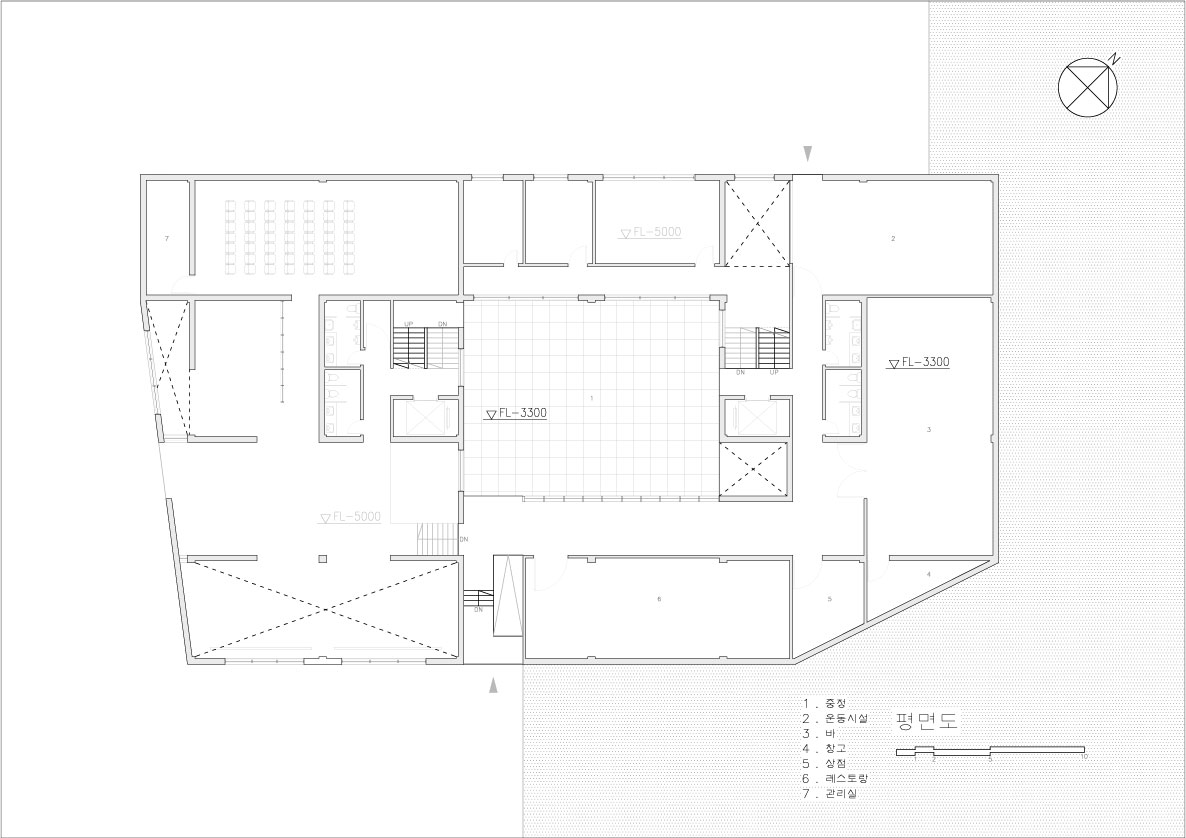 N
FL-5000
7
2
UP
DN
DN
UP
FL-3300
1
FL-3300
3
FL-5000
DN
4
6
5
DN
1 . 중정
2 . 운동시설
3 . 바
4 . 창고
5 . 상점
6 . 레스토랑
7 . 관리실
평면도
1 2 5 10